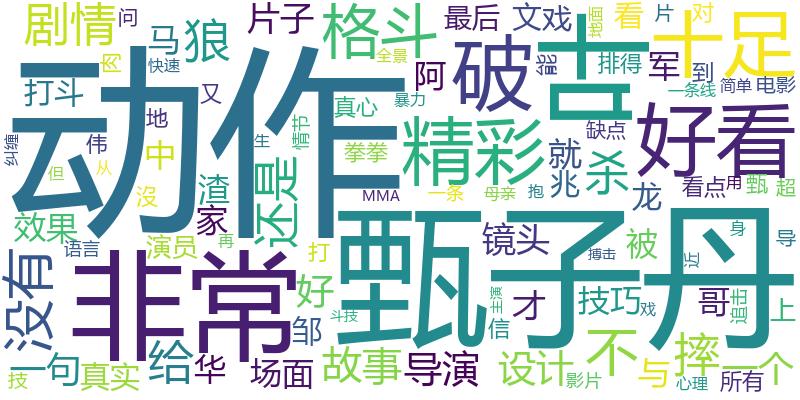 剧情 问 马 狼 片子 格斗 最后 文戏 看 片 对 地面
肉 快速 全景 破 能 吉 十足
动作 打斗 又 阿 排得 军 到 一条线 简单 电影
真心 暴力 好看
纠缠 伟 地 生 情节 精彩 就 缺点
但 从 中 渣 还是 拳拳 杀
没 MMA 一条 母亲 抱 兆 龙 看点 用 甄 超
效果 家 语言 演员 再 打 甄子丹 镜头 被 身 导
没有 非常 好 近 搏击 追击
斗技 邹 主演 信 才 技巧 戏 哥 上
一句 真实 给 华 场面 故事 导演 设计 影片 不 与 摔 心理 一个 所有
技